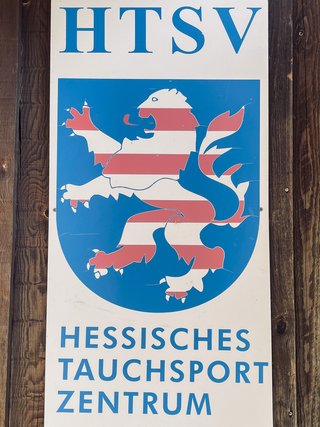 HTSV
HESSISCHES
TAUCHSPORT
ZENTRUM